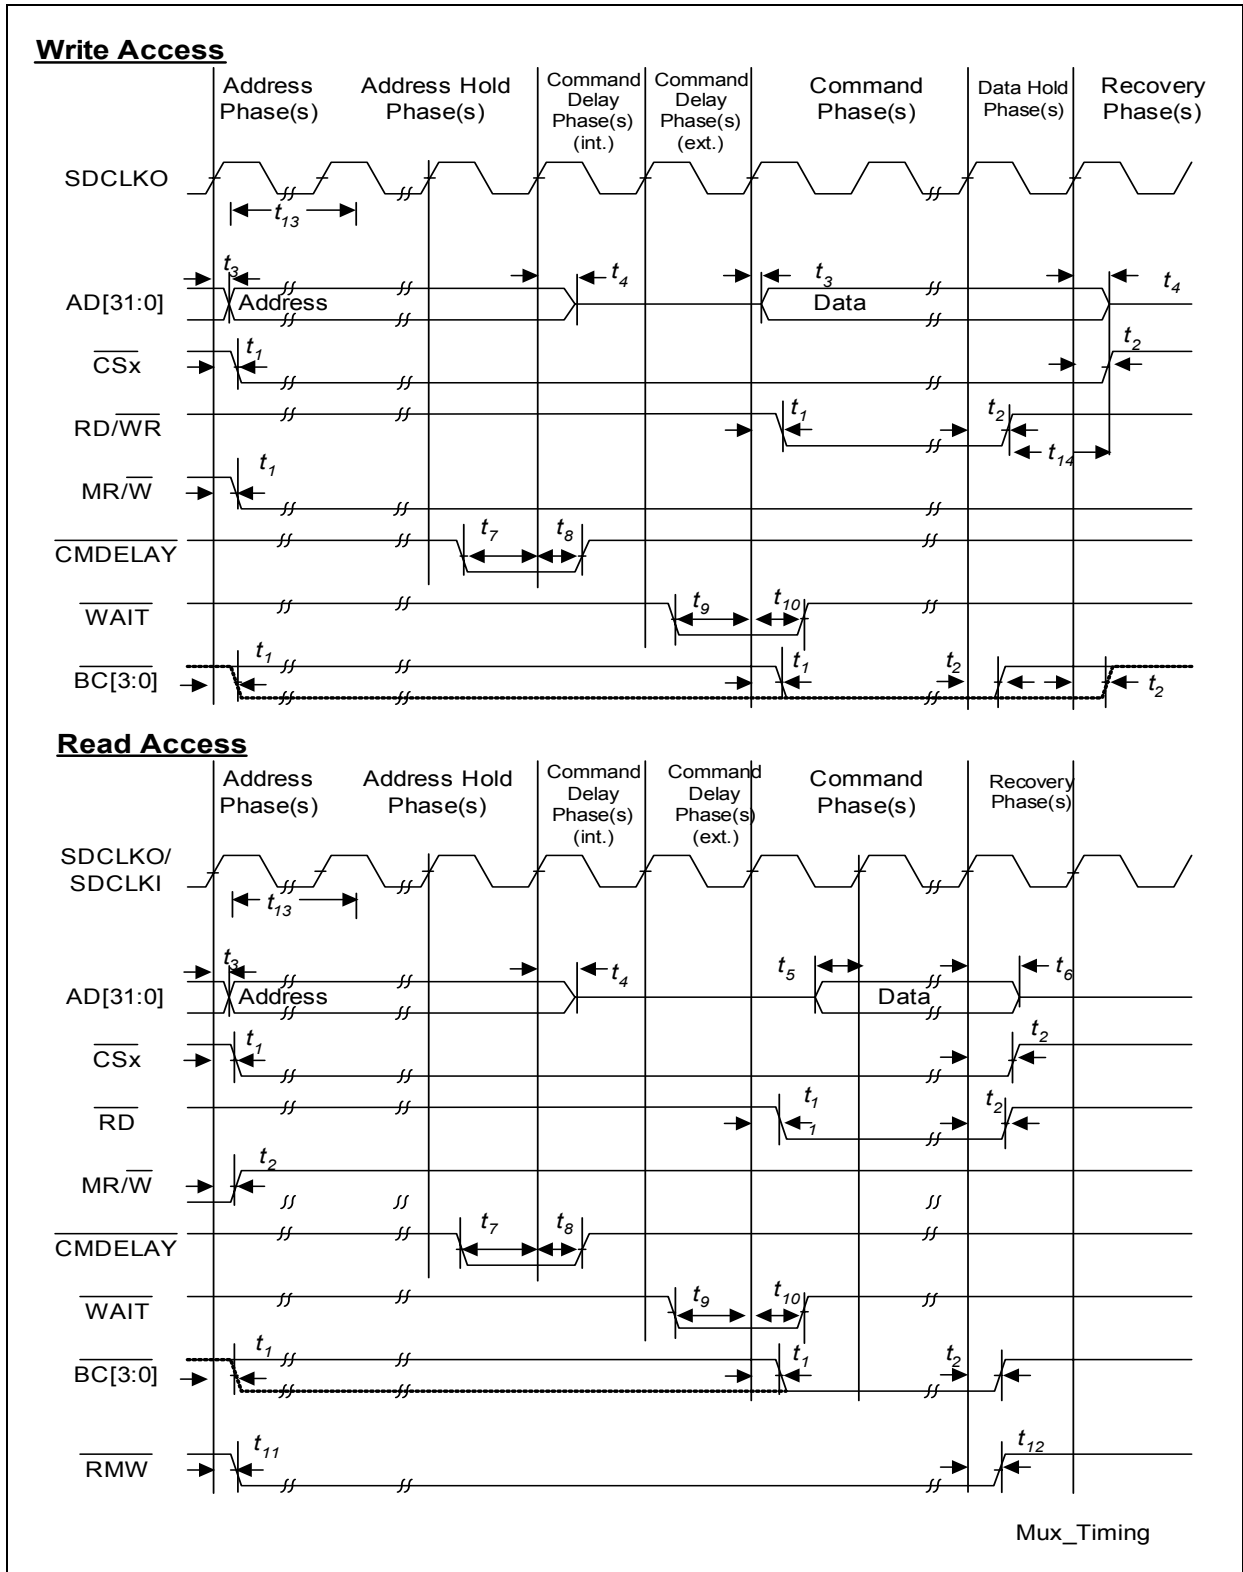 Write Access
Address Phase(s)
Address Hold Phase(s)
Command Delay Phase(s) (int.)
Command Delay Phase(s) (ext.)
Command Phase(s)
Data Hold Phase(s)
Recovery Phase(s)
SDCLKO
t13
AD[31:0]
t3
Address
t4
t3
Data
t4
CSx
t1
t2
RD/WR
t1
t2
t14
MR/W
t1
CMDELAY
t7
t8
WAIT
t9
t10
BC[3:0]
t1
t1
t2
t2
Read Access
Address Phase(s)
Address Hold Phase(s)
Command Delay Phase(s) (int.)
Command Delay Phase(s) (ext.)
Command Phase(s)
Recovery Phase(s)
SDCLKO/
SDCLKI
t13
AD[31:0]
t3
Address
t4
t5
Data
t6
CSx
t1
t2
RD
t1
1
t2
MR/W
t2
CMDELAY
t7
t8
WAIT
t9
t10
BC[3:0]
t1
t1
t2
RMW
t11
t12
Mux_Timing